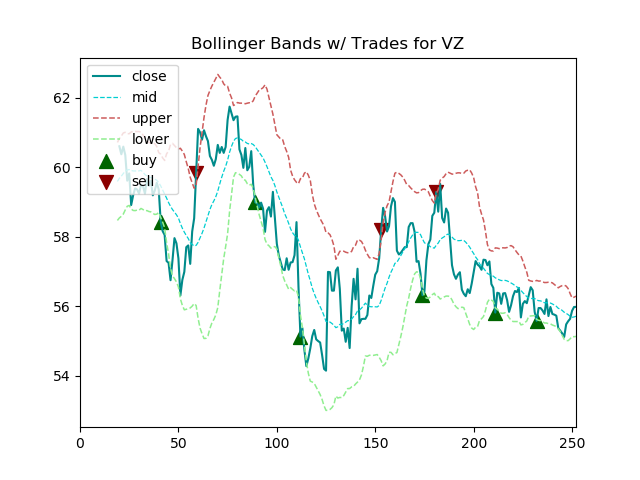 Bollinger Bands w/ Trades for VZ
close
mid
upper
lower
buy
sell
62
60
58
56
54
0 50 100 150 200 250